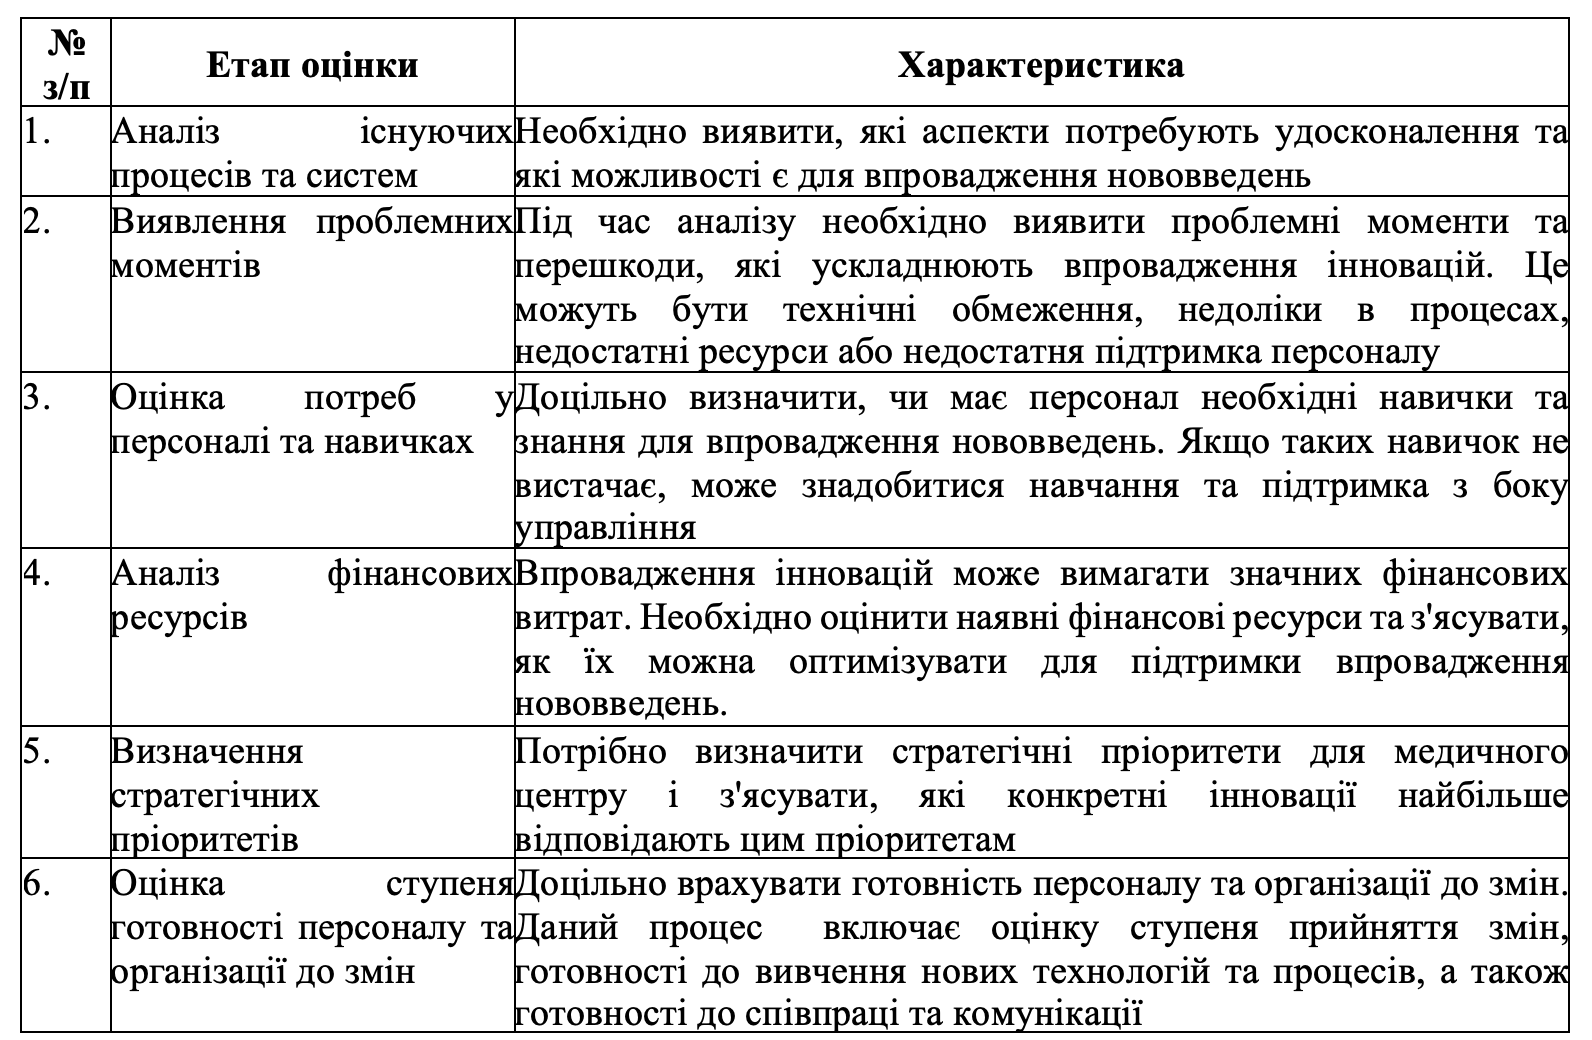 №
з/п
Етап оцінки
Характеристика
1.
Аналіз існуючих
процесів та систем
Необхідно виявити, які аспекти потребують удосконалення та
які можливості є для впровадження нововведень
2.
Виявлення проблемних
моментів
Під час аналізу необхідно виявити проблемні моменти та
перешкоди, які ускладнюють впровадження інновацій. Це
можуть бути технічні обмеження, недоліки в процесах,
недостатні ресурси або недостатня підтримка персоналу
3.
Оцінка потреб у
персоналі та навичках
Доцільно визначити, чи має персонал необхідні навички та
знання для впровадження нововведень. Якщо таких навичок не
вистачає, може знадобитися навчання та підтримка з боку
управління
4.
Аналіз фінансових
ресурсів
Впровадження інновацій може вимагати значних фінансових
витрат. Необхідно оцінити наявні фінансові ресурси та з'ясувати,
як їх можна оптимізувати для підтримки впровадження
нововведень.
5.
Визначення
стратегічних
пріоритетів
Потрібно визначити стратегічні пріоритети для медичного
центру і з'ясувати, які конкретні інновації найбільше
відповідають цим пріоритетам
6.
Оцінка ступеня
готовності персоналу та
організації до змін
Доцільно врахувати готовність персоналу та організації до змін.
Даний процес включає оцінку ступеня прийняття змін,
готовності до вивчення нових технологій та процесів, а також
готовності до співпраці та комунікації